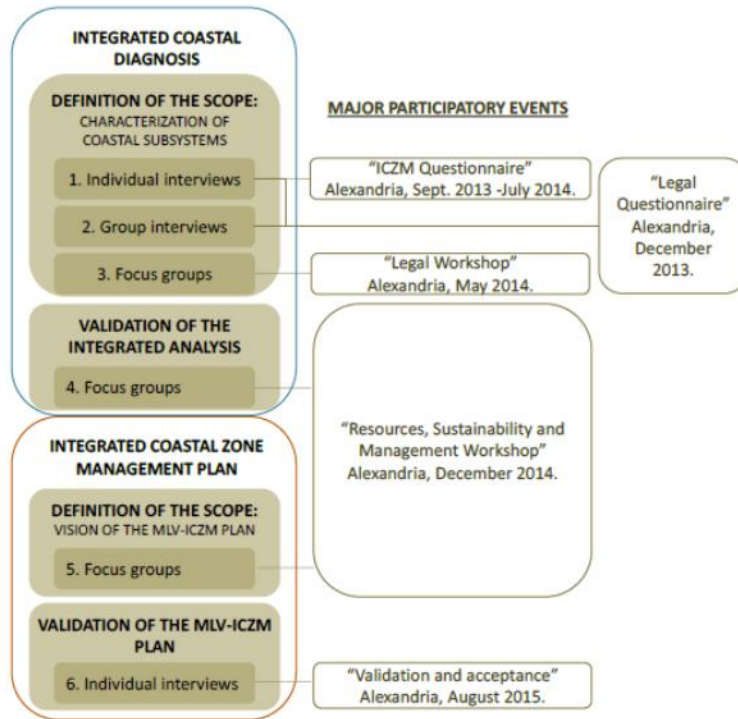 INTEGRATED COASTAL
DIAGNOSIS
DEFINITION OF THE SCOPE:
CHARACTERIZATION OF
COASTAL SUBSYSTEMS
1. Individual interviews
2. Group interviews
3. Focus groups
VALIDATION OF THE
INTEGRATED ANALYSIS
4. Focus groups
INTEGRATED COASTAL ZONE
MANAGEMENT PLAN
DEFINITION OF THE SCOPE:
VISION OF THE MLV-ICZM PLAN
5. Focus groups
VALIDATION OF THE MLV-ICZM
PLAN
6. Individual interviews
MAJOR PARTICIPATORY EVENTS
“ICZM Questionnaire”
Alexandria, Sept. 2013 -July 2014.
“Legal
Questionnaire”
Alexandria,
December
2013.
“Legal Workshop”
Alexandria, May 2014.
“Resources, Sustainability and
Management Workshop”
Alexandria, December 2014.
“Validation and acceptance”
Alexandria, August 2015.